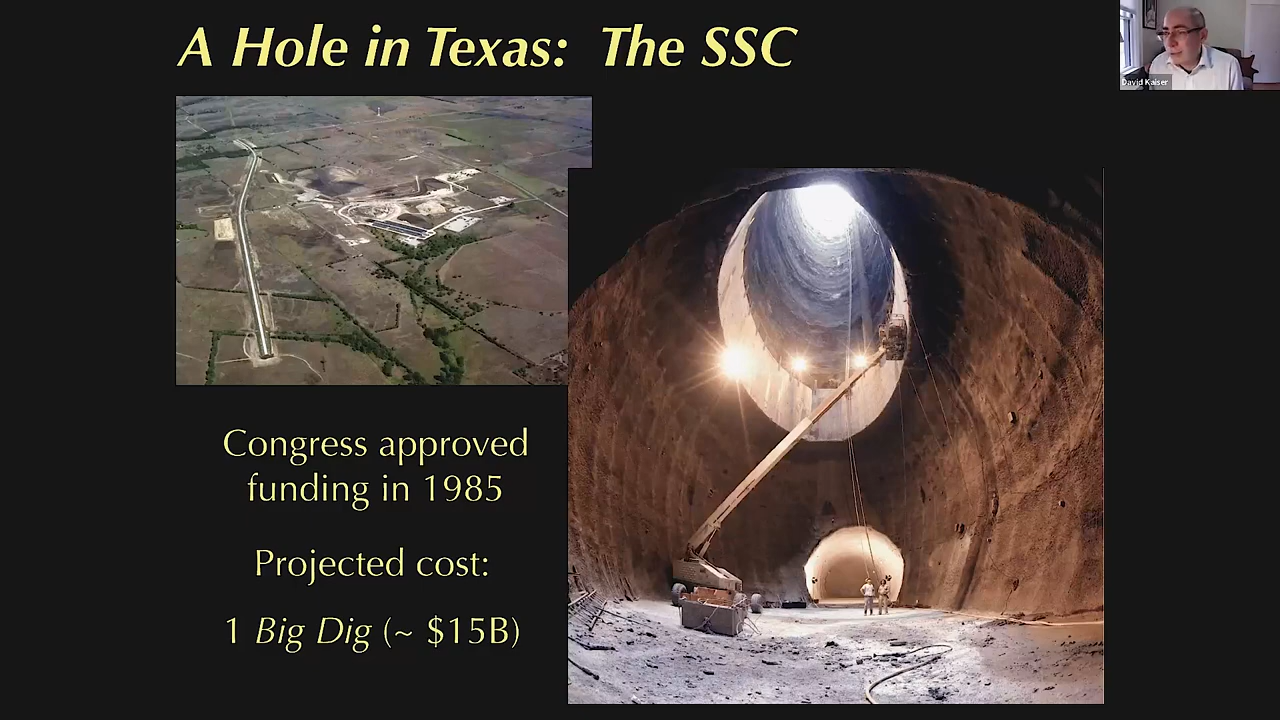 A Hole in Texas: The SSC
David Kaiser
Congress approved
funding in 1985
Projected cost:
1 Big Dig (~ $15B)